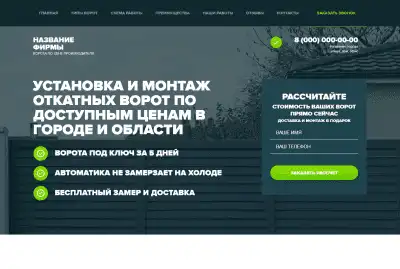 ГЛАВНАЯ ТИПЫ ВОРОТ СХЕМА РАБОТЫ ПРЕИМУЩЕСТВА НАШИ РАБОТЫ ОТЗЫВЫ КОНТАКТЫ ЗАКАЗАТЬ ЗВОНОК
НАЗВАНИЕ
ФИРМЫ
8 (000) 000-00-00
УСТАНОВКА И МОНТАЖ
ОТКАТНЫХ ВОРОТ ПО
ДОСТУПНЫМ ЦЕНАМ В
ГОРОДЕ И ОБЛАСТИ
ВОРОТА ПОД КЛЮЧ ЗА 5 ДНЕЙ
АВТОМАТИКА НЕ ЗАМЕРЗАЕТ НА ХОЛОДЕ
БЕСПЛАТНЫЙ ЗАМЕР И ДОСТАВКА
РАССЧИТАЙТЕ
СТОИМОСТЬ ВАШИХ ВОРОТ
ПРЯМО СЕЙЧАС
ДОСТАВКА И МОНТАЖ В ПОДАРОК
ВАШЕ ИМЯ
ВАШ ТЕЛЕФОН
ЗАКАЗАТЬ РАСЧЕТ